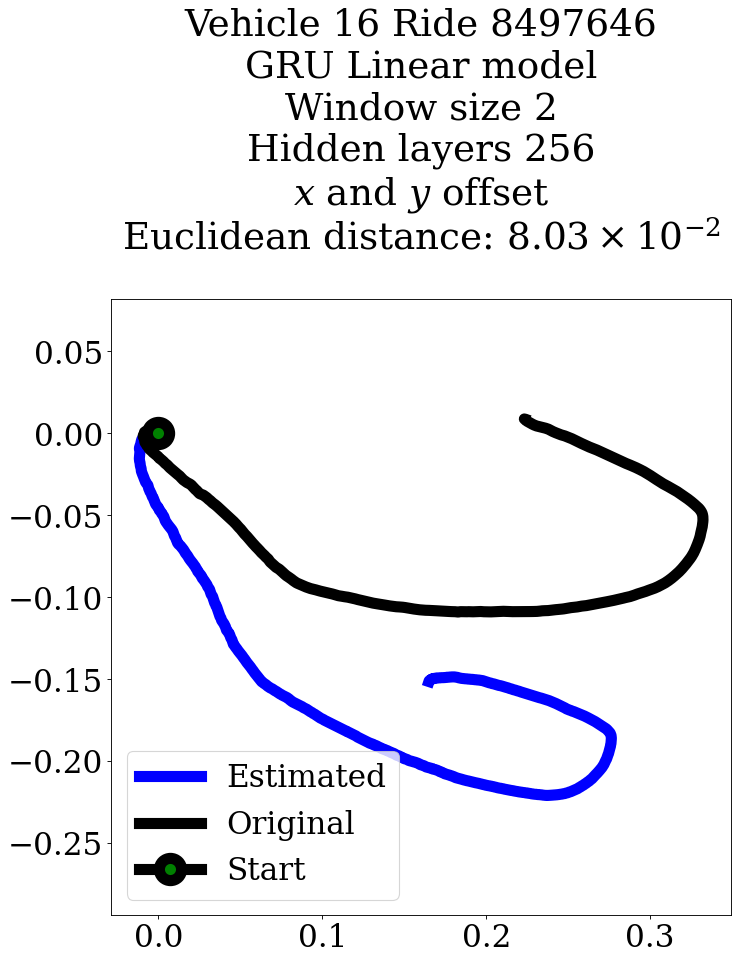 Vehicle 16 Ride 8497646
GRU Linear model
Window size 2
Hidden layers 256
x and y offset
Euclidean distance: 8.03 × 10⁻²
0.05
0.00
−0.05
−0.10
−0.15
−0.20
−0.25
Estimated
Original
Start
0.0 0.1 0.2 0.3